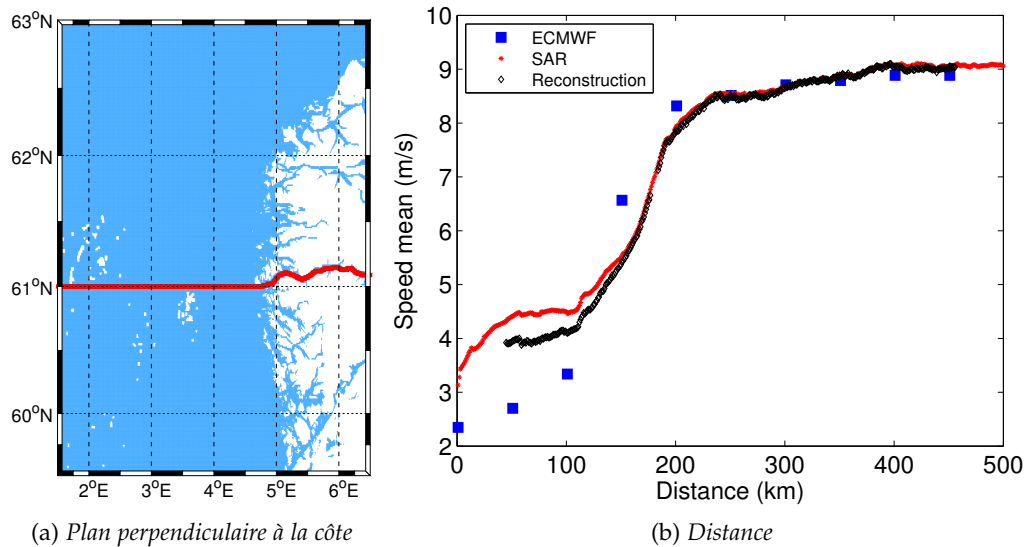 63°N
62°N
61°N
60°N
2°E 3°E 4°E 5°E 6°E
(a) Plan perpendiculaire à la côte
10
9
8
7
6
5
4
3
2
Speed mean (m/s)
ECMWF
SAR
Reconstruction
0 100 200 300 400 500
Distance (km)
(b) Distance